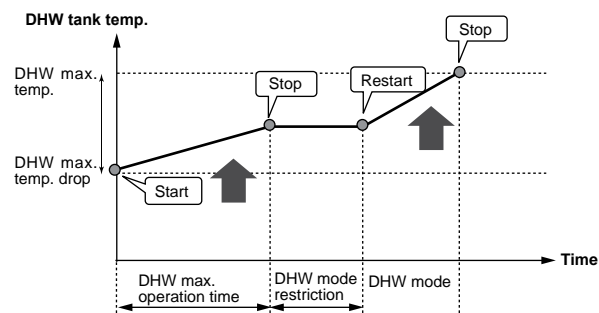 DHW tank temp.
Stop
DHW max.
temp.
Stop
Restart
DHW max.
temp. drop
Start
Time
DHW max.
operation time
DHW mode
restriction
DHW mode